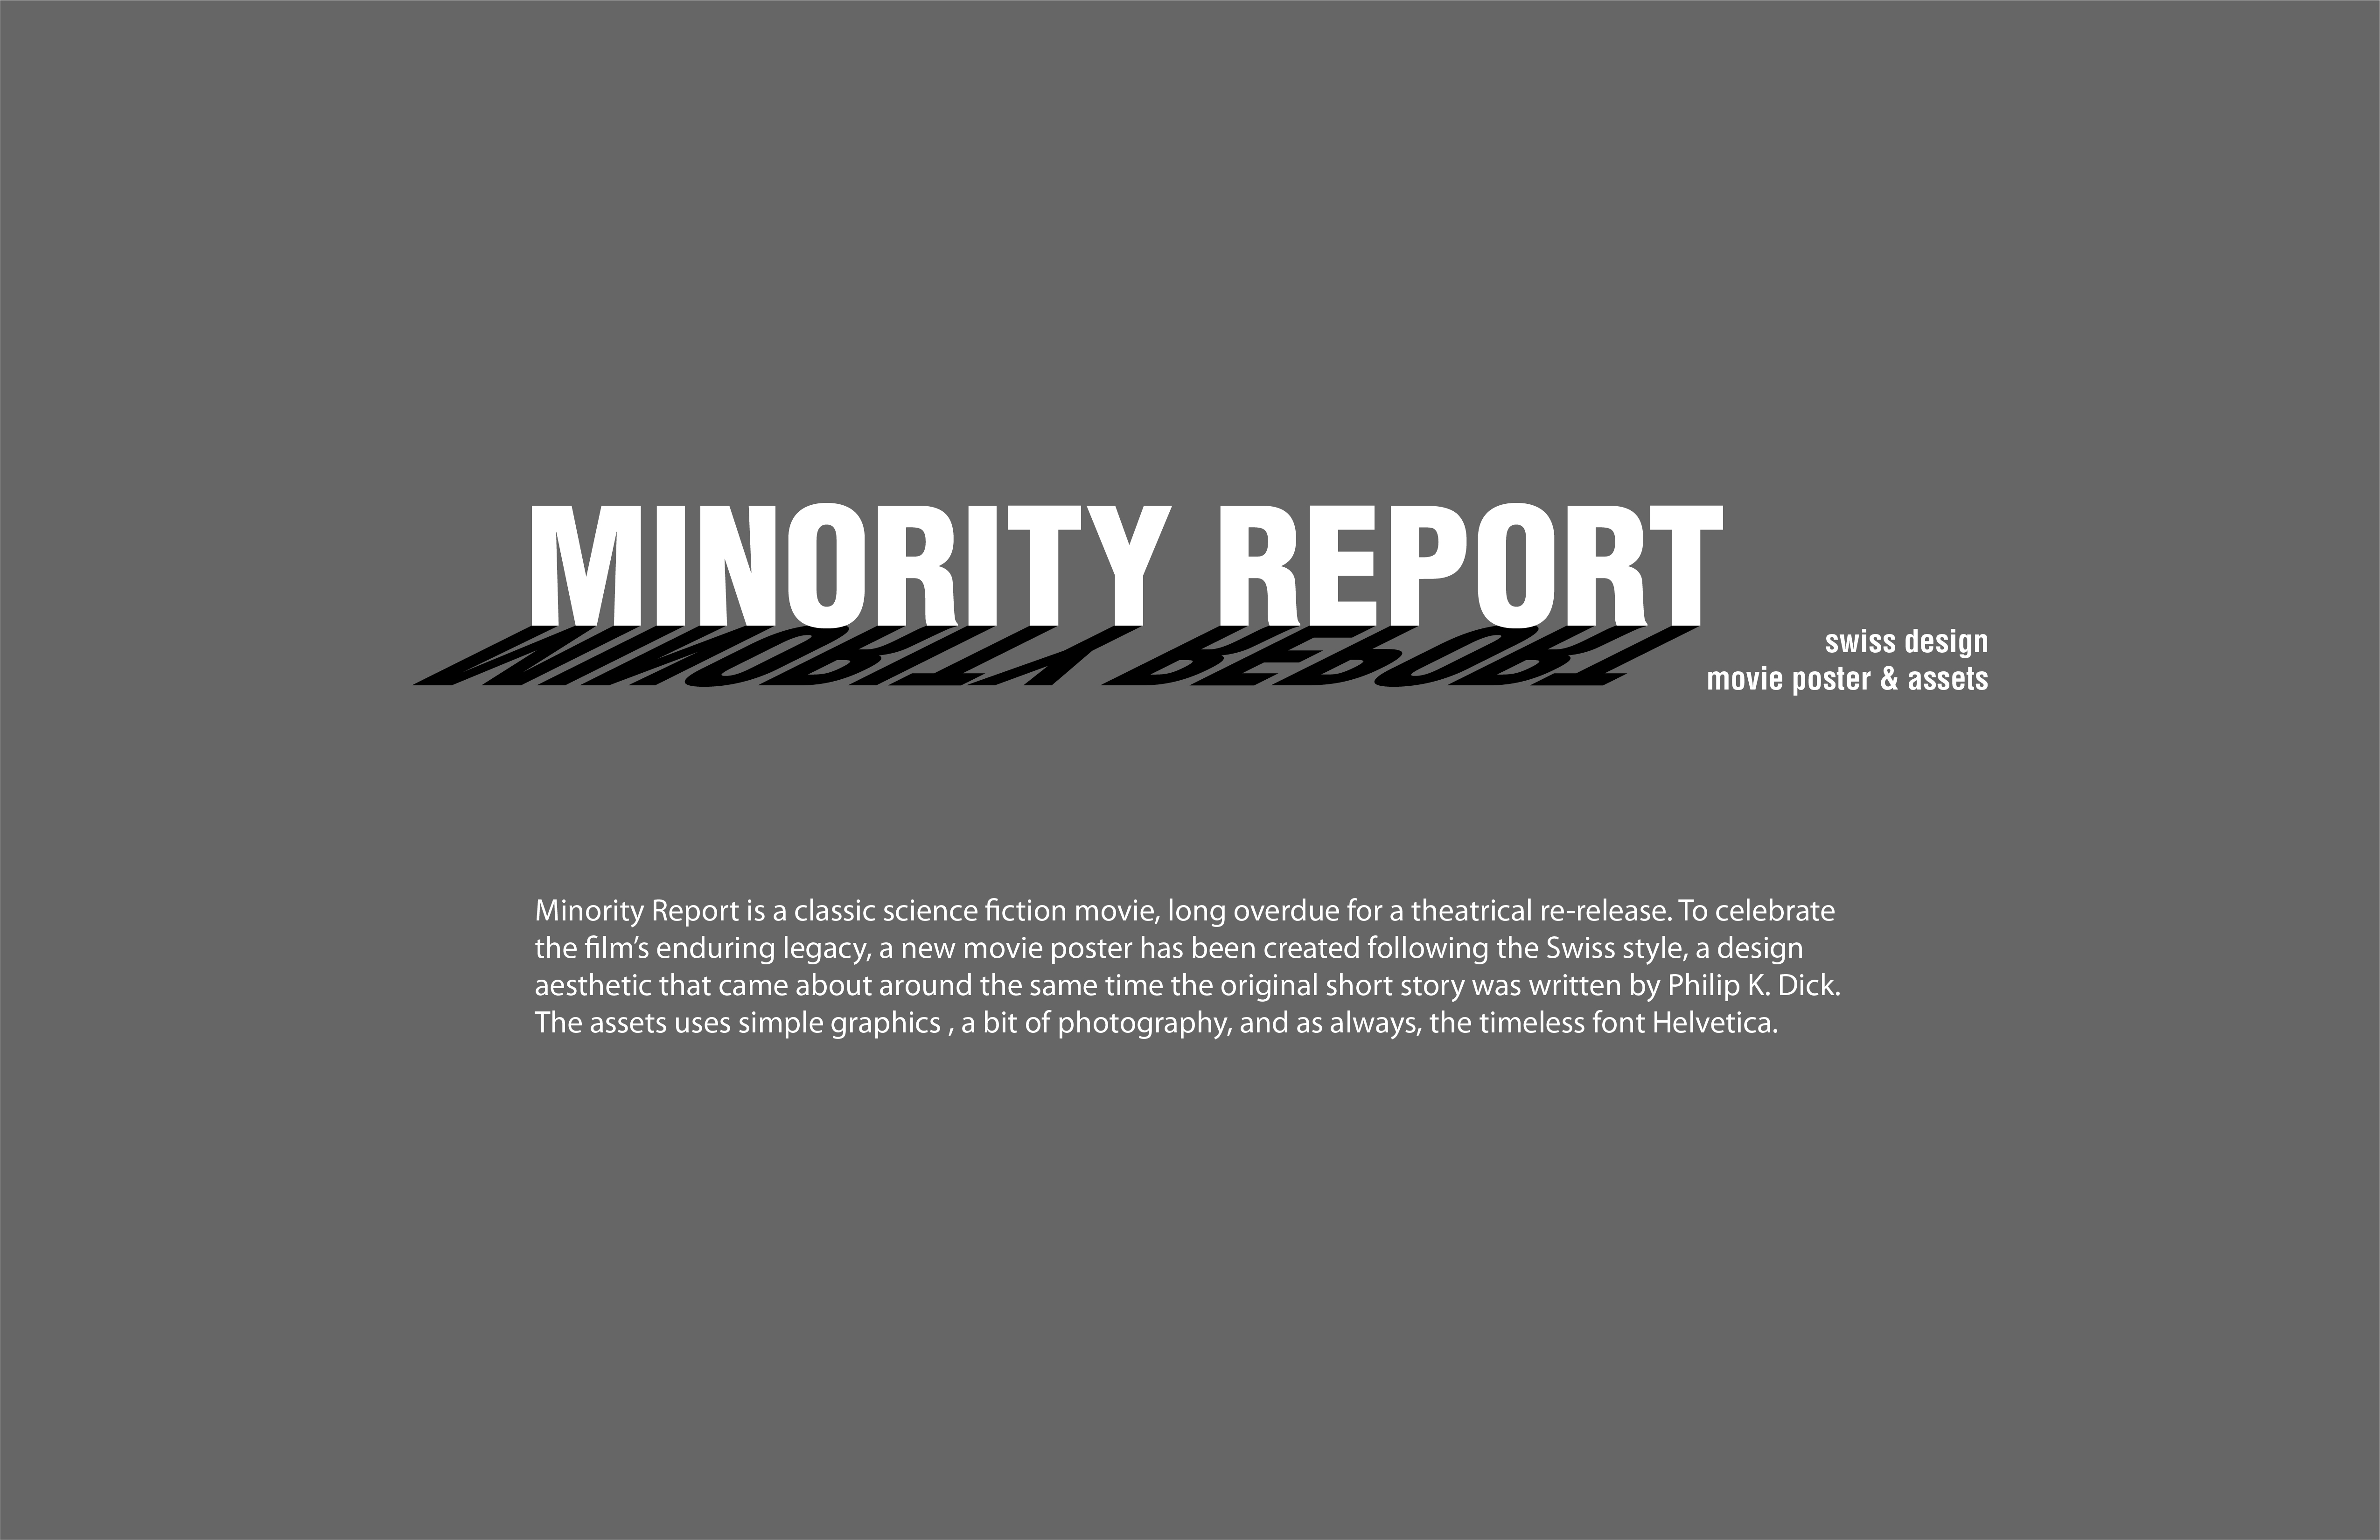 MINORITY REPORT
swiss design
movie poster & assets
Minority Report is a classic science fiction movie, long overdue for a theatrical re-release. To celebrate
the film’s enduring legacy, a new movie poster has been created following the Swiss style, a design
aesthetic that came about around the same time the original short story was written by Philip K. Dick.
The assets uses simple graphics , a bit of photography, and as always, the timeless font Helvetica.